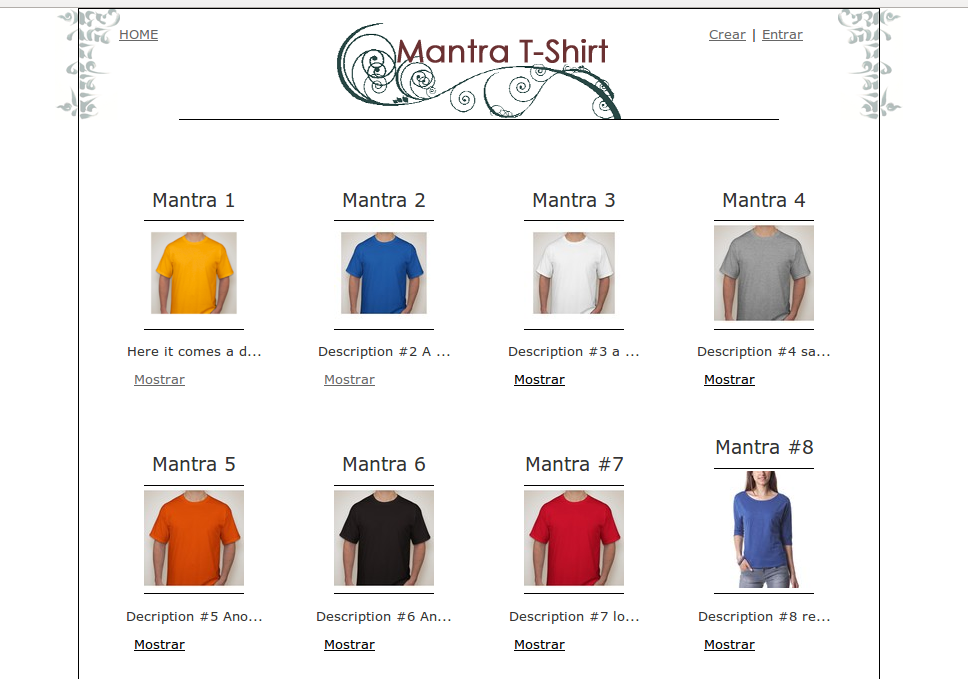 HOME
Mantra T-Shirt
Crear | Entrar
Mantra 1
Mantra 2
Mantra 3
Mantra 4
Here it comes a d...
Description #2 A ...
Description #3 a ...
Description #4 sa...
Mostrar
Mostrar
Mostrar
Mostrar
Mantra 5
Mantra 6
Mantra #7
Mantra #8
Decription #5 Ano...
Description #6 An...
Description #7 lo...
Description #8 re...
Mostrar
Mostrar
Mostrar
Mostrar